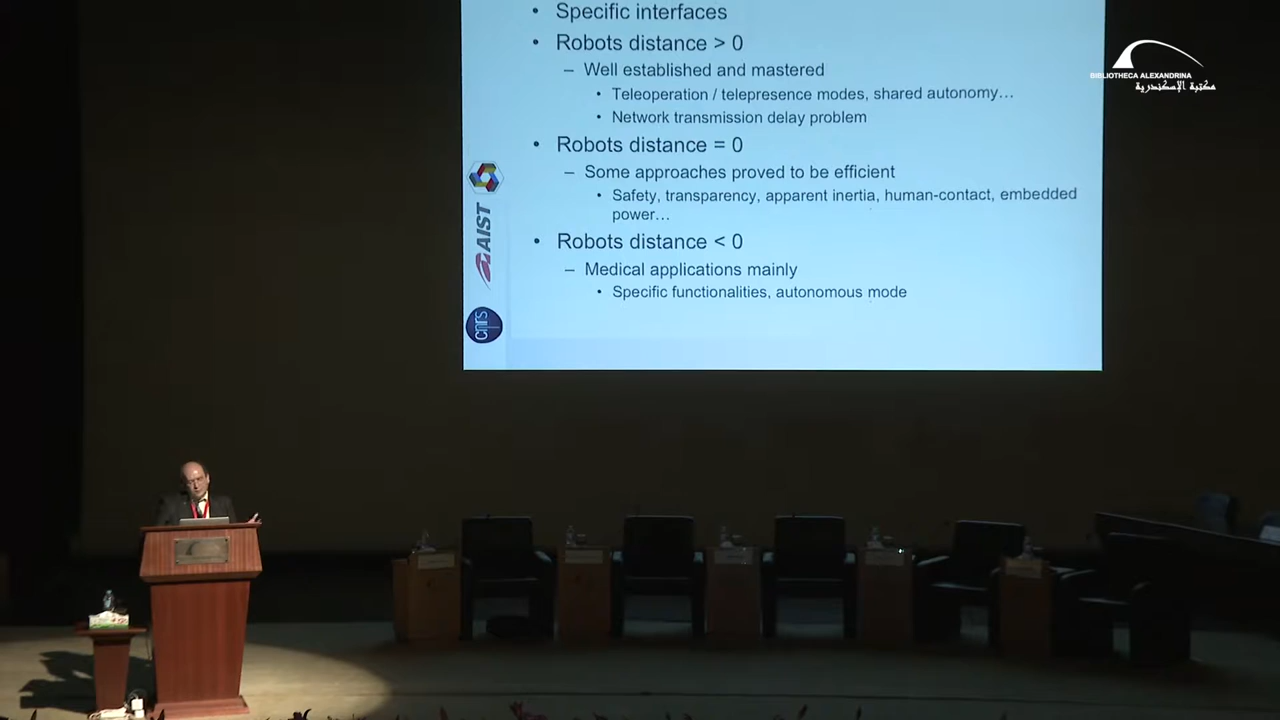 • Specific interfaces
• Robots distance > 0
– Well established and mastered
• Teleoperation / telepresence modes, shared autonomy…
• Network transmission delay problem
• Robots distance = 0
– Some approaches proved to be efficient
• Safety, transparency, apparent inertia, human-contact, embedded
power…
• Robots distance < 0
– Medical applications mainly
• Specific functionalities, autonomous mode
AIST
cnrs
BIBLIOTHECA ALEXANDRINA
مكتبة الإسكندرية